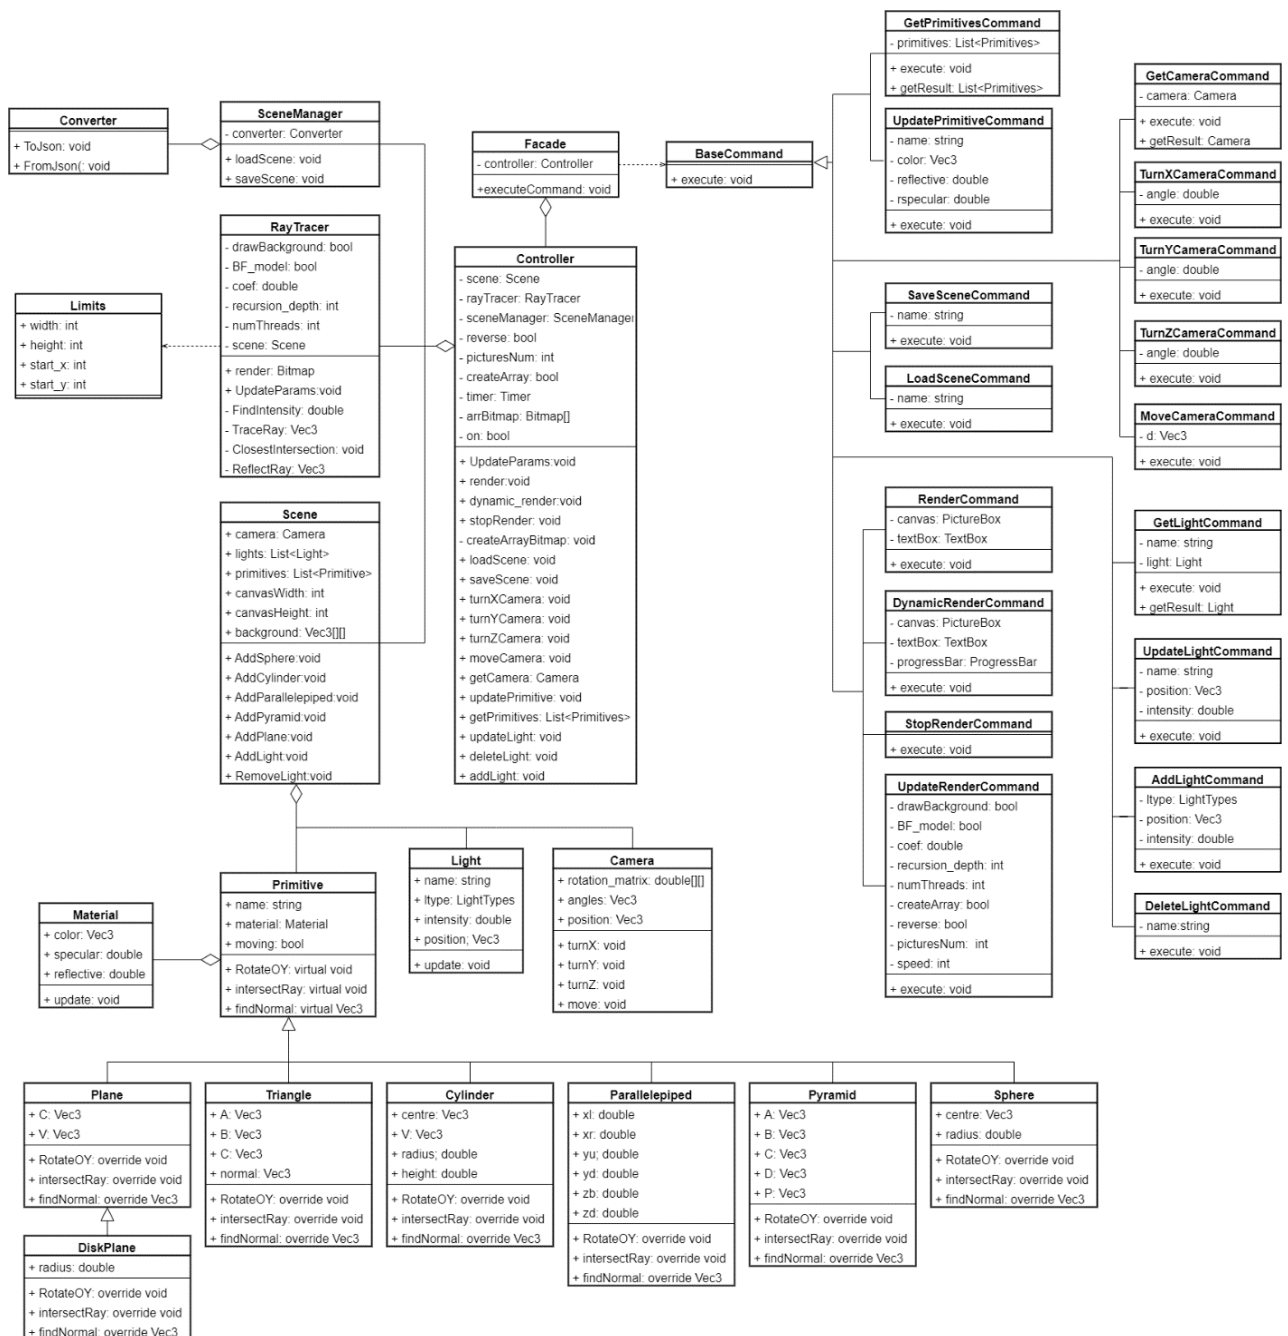 GetPrimitivesCommand
- primitives: List<Primitives>
+ execute: void
+ getResult: List<Primitives>
GetCameraCommand
- camera: Camera
+ execute: void
+ getResult: Camera
Converter
+ ToJson: void
+ FromJson(: void
SceneManager
- converter: Converter
+ loadScene: void
+ saveScene: void
Facade
- controller: Controller
+executeCommand: void
BaseCommand
+ execute: void
UpdatePrimitiveCommand
- name: string
- color: Vec3
- reflective: double
- rspecular: double
+ execute: void
TurnXCameraCommand
- angle: double
+ execute: void
TurnYCameraCommand
- angle: double
+ execute: void
RayTracer
- drawBackground: bool
- BF_model: bool
- coef: double
- recursion_depth: int
- numThreads: int
- scene: Scene
+ render: Bitmap
+ UpdateParams:void
- FindIntensity: double
- TraceRay: Vec3
- ClosestIntersection: void
- ReflectRay: Vec3
Limits
+ width: int
+ height: int
+ start_x: int
+ start_y: int
Controller
- scene: Scene
- rayTracer: RayTracer
- sceneManager: SceneManager
- reverse: bool
- picturesNum: int
- createArray: bool
- timer: Timer
- arrBitmap: Bitmap[]
- on: bool
+ UpdateParams:void
+ render:void
+ dynamic_render:void
+ stopRender: void
- createArrayBitmap: void
+ loadScene: void
+ saveScene: void
+ turnXCamera: void
+ turnYCamera: void
+ turnZCamera: void
+ moveCamera: void
+ getCamera: Camera
+ updatePrimitive: void
+ getPrimitives: List<Primitives>
+ updateLight: void
+ deleteLight: void
+ addLight: void
SaveSceneCommand
- name: string
+ execute: void
LoadSceneCommand
- name: string
+ execute: void
TurnZCameraCommand
- angle: double
+ execute: void
MoveCameraCommand
- d: Vec3
+ execute: void
Scene
+ camera: Camera
+ lights: List<Light>
+ primitives: List<Primitive>
+ canvasWidth: int
+ canvasHeight: int
+ background: Vec3[][]
+ AddSphere:void
+ AddCylinder:void
+ AddParallelepiped:void
+ AddPyramid:void
+ AddPlane:void
+ AddLight:void
+ RemoveLight:void
RenderCommand
- canvas: PictureBox
- textBox: TextBox
+ execute: void
DynamicRenderCommand
- canvas: PictureBox
- textBox: TextBox
- progressBar: ProgressBar
+ execute: void
StopRenderCommand
+ execute: void
UpdateRenderCommand
- drawBackground: bool
- BF_model: bool
- coef: double
- recursion_depth: int
- numThreads: int
- createArray: bool
- reverse: bool
- picturesNum: int
- speed: int
+ execute: void
GetLightCommand
- name: string
- light: Light
+ execute: void
+ getResult: Light
UpdateLightCommand
- name: string
- position: Vec3
- intensity: double
+ execute: void
AddLightCommand
- ltype: LightTypes
- position: Vec3
- intensity: double
+ execute: void
DeleteLightCommand
- name:string
+ execute: void
Material
+ color: Vec3
+ specular: double
+ reflective: double
+ update: void
Primitive
+ name: string
+ material: Material
+ moving: bool
+ RotateOY: virtual void
+ intersectRay: virtual void
+ findNormal: virtual Vec3
Light
+ name: string
+ ltype: LightTypes
+ intensity: double
+ position; Vec3
+ update: void
Camera
+ rotation_matrix: double[][]
+ angles: Vec3
+ position: Vec3
+ turnX: void
+ turnY: void
+ turnZ: void
+ move: void
Plane
+ C: Vec3
+ V: Vec3
+ RotateOY: override void
+ intersectRay: override void
+ findNormal: override Vec3
Triangle
+ A: Vec3
+ B: Vec3
+ C: Vec3
+ normal: Vec3
+ RotateOY: override void
+ intersectRay: override void
+ findNormal: override Vec3
Cylinder
+ centre: Vec3
+ V: Vec3
+ radius; double
+ height: double
+ RotateOY: override void
+ intersectRay: override void
+ findNormal: override Vec3
Parallelepiped
+ xl: double
+ xr: double
+ yu; double
+ yd: double
+ zb: double
+ zd: double
+ RotateOY: override void
+ intersectRay: override void
+ findNormal: override Vec3
Pyramid
+ A: Vec3
+ B: Vec3
+ C: Vec3
+ D: Vec3
+ P: Vec3
+ RotateOY: override void
+ intersectRay: override void
+ findNormal: override Vec3
Sphere
+ centre: Vec3
+ radius: double
+ RotateOY: override void
+ intersectRay: override void
+ findNormal: override Vec3
DiskPlane
+ radius: double
+ RotateOY: override void
+ intersectRay: override void
+ findNormal: override Vec3